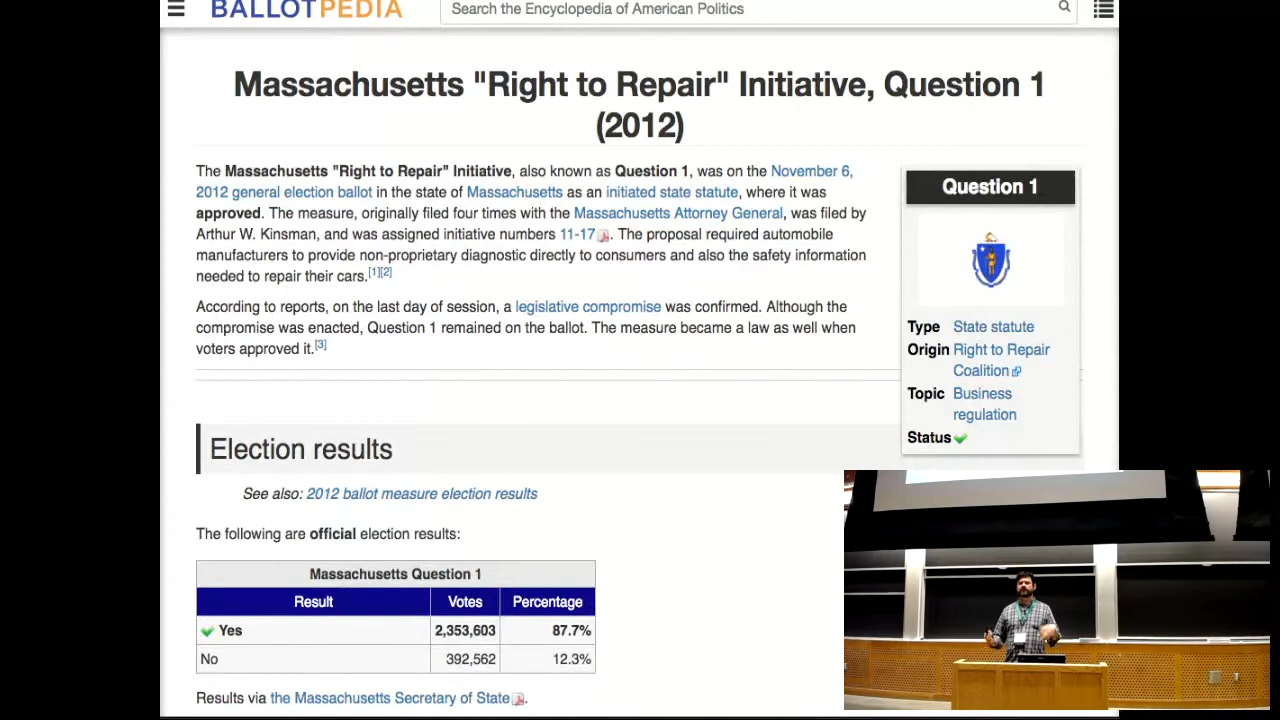 BALLOTPEDIA
Search the Encyclopedia of American Politics
Massachusetts "Right to Repair" Initiative, Question 1
(2012)
The Massachusetts "Right to Repair" Initiative, also known as Question 1, was on the November 6,
2012 general election ballot in the state of Massachusetts as an initiated state statute, where it was
approved. The measure, originally filed four times with the Massachusetts Attorney General, was filed by
Arthur W. Kinsman, and was assigned initiative numbers 11-17. The proposal required automobile
manufacturers to provide non-proprietary diagnostic directly to consumers and also the safety information
needed to repair their cars.[1][2]
According to reports, on the last day of session, a legislative compromise was confirmed. Although the
compromise was enacted, Question 1 remained on the ballot. The measure became a law as well when
voters approved it.[3]
Question 1
Type State statute
Origin Right to Repair
Coalition
Topic Business
regulation
Status
Election results
See also: 2012 ballot measure election results
The following are official election results:
Massachusetts Question 1
Result Votes Percentage
Yes 2,353,603 87.7%
No 392,562 12.3%
Results via the Massachusetts Secretary of State.